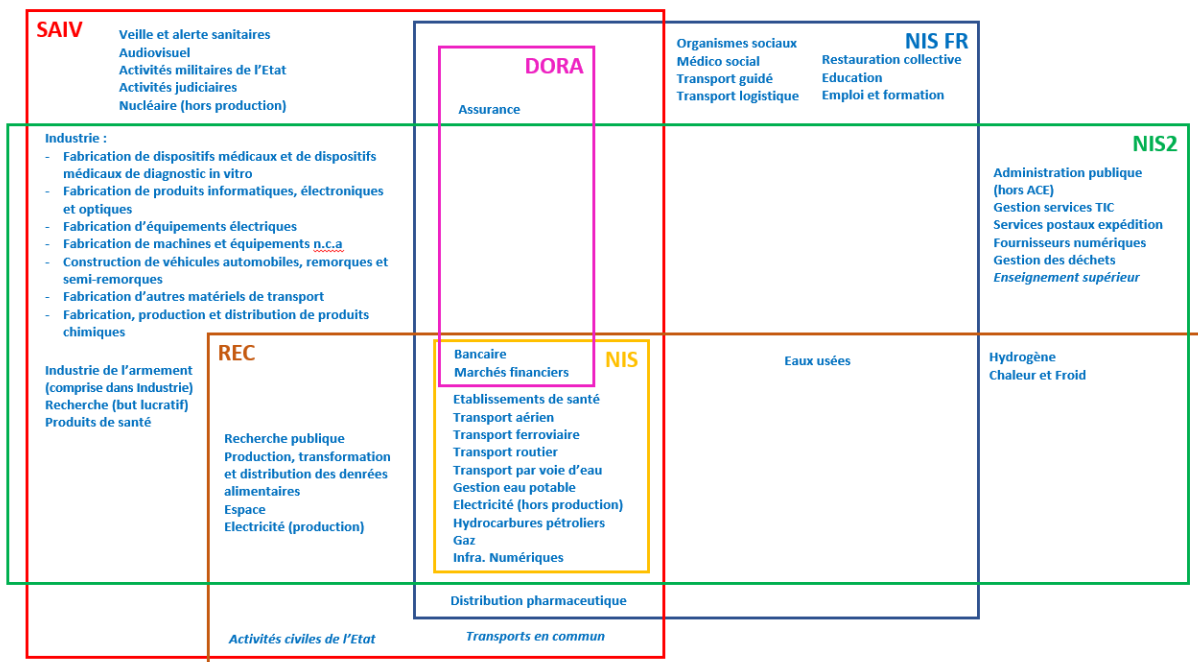 SAIV
Veille et alerte sanitaires
Audiovisuel
Activités militaires de l'Etat
Activités judiciaires
Nucléaire (hors production)
DORA
Assurance
NIS FR
Organismes sociaux
Médico social
Transport guidé
Transport logistique
Restauration collective
Education
Emploi et formation
Industrie :
- Fabrication de dispositifs médicaux et de dispositifs
médicaux de diagnostic in vitro
- Fabrication de produits informatiques, électroniques
et optiques
- Fabrication d'équipements électriques
- Fabrication de machines et équipements n.c.a
- Construction de véhicules automobiles, remorques et
semi-remorques
- Fabrication d'autres matériels de transport
- Fabrication, production et distribution de produits
chimiques
NIS2
Administration publique
(hors ACE)
Gestion services TIC
Services postaux expédition
Fournisseurs numériques
Gestion des déchets
Enseignement supérieur
Industrie de l'armement
(comprise dans Industrie)
Recherche (but lucratif)
Produits de santé
REC
Recherche publique
Production, transformation
et distribution des denrées
alimentaires
Espace
Electricité (production)
Bancaire
Marchés financiers
NIS
Etablissements de santé
Transport aérien
Transport ferroviaire
Transport routier
Transport par voie d'eau
Gestion eau potable
Electricité (hors production)
Hydrocarbures pétroliers
Gaz
Infra. Numériques
Eaux usées
Hydrogène
Chaleur et Froid
Distribution pharmaceutique
Activités civiles de l'Etat
Transports en commun